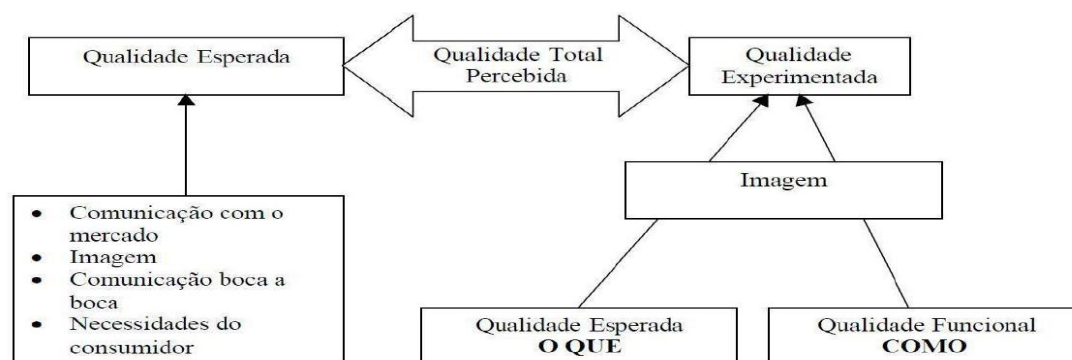 Qualidade Esperada
Qualidade Total
Percebida
Qualidade
Experimentada
Imagem
• Comunicação com o
mercado
• Imagem
• Comunicação boca a
boca
• Necessidades do
consumidor
Qualidade Esperada
O QUE
Qualidade Funcional
COMO